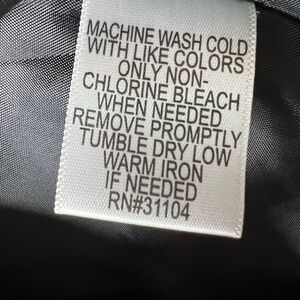 MACHINE WASH COLD
WITH LIKE COLORS
ONLY NON-
CHLORINE BLEACH
WHEN NEEDED
REMOVE PROMPTLY
TUMBLE DRY LOW
WARM IRON
IF NEEDED
RN#31104